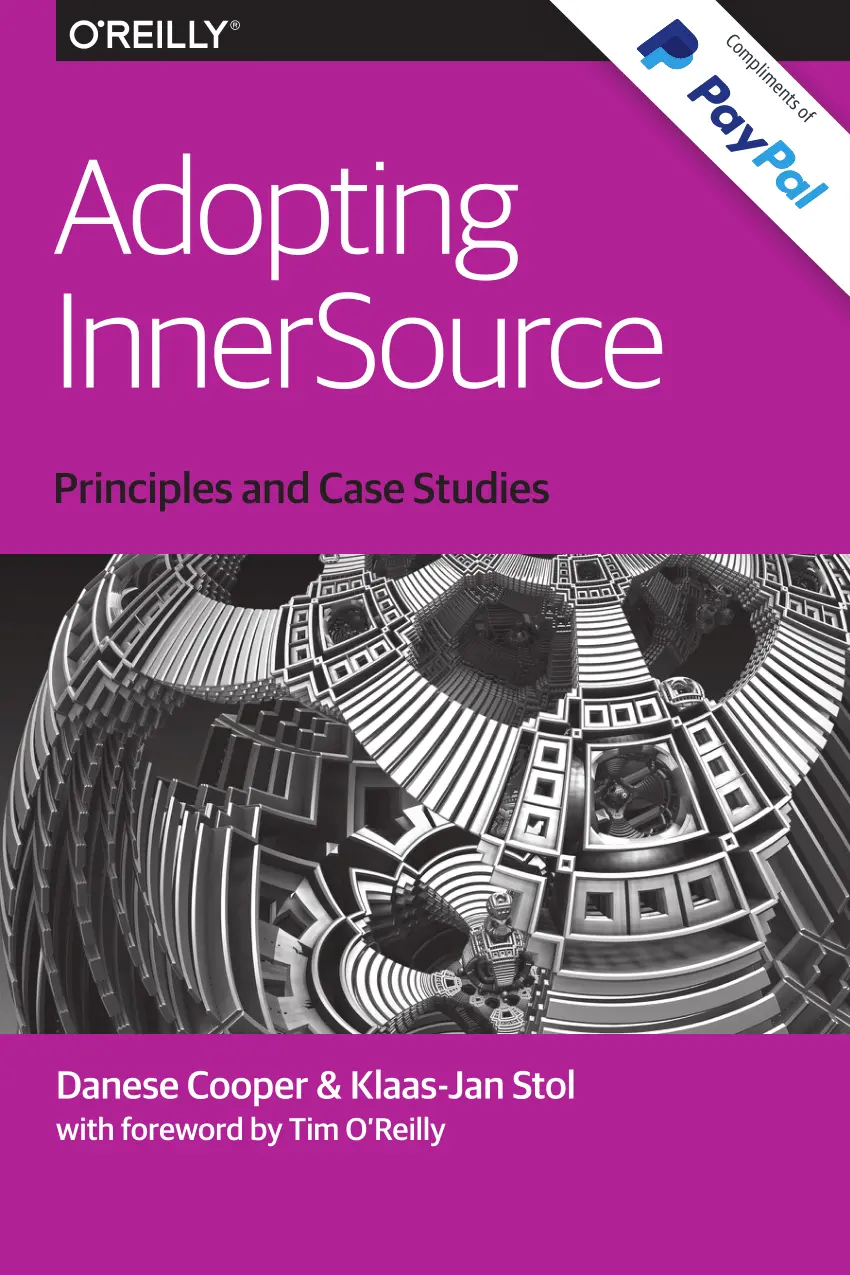 O'REILLY®
Compliments of
PayPal
Adopting
InnerSource
Principles and Case Studies
Danese Cooper & Klaas-Jan Stol
with foreword by Tim O'Reilly